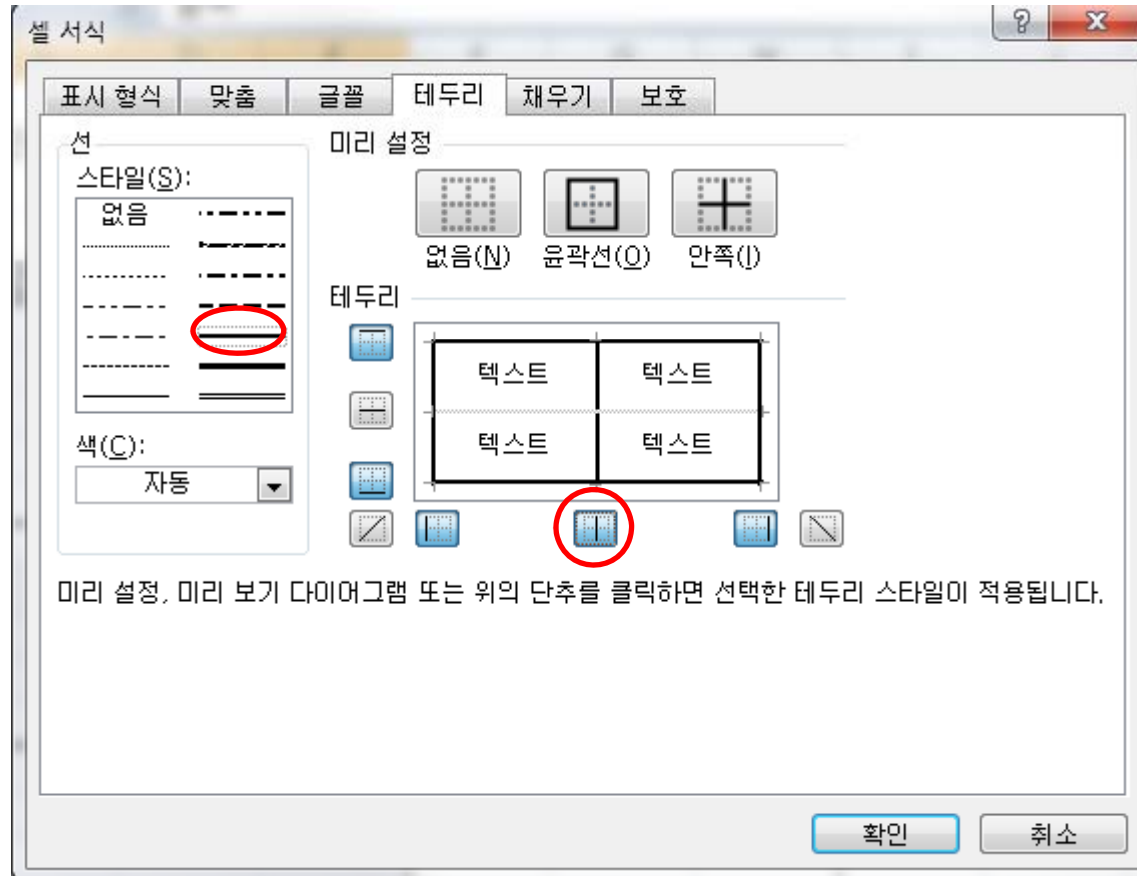 셀 서식
표시 형식 맞춤 글꼴 테두리 채우기 보호
선
스타일(S):
없음
색(C):
자동
미리 설정
없음(N) 윤곽선(O) 안쪽(I)
테두리
텍스트 텍스트
텍스트 텍스트
미리 설정, 미리 보기 다이어그램 또는 위의 단추를 클릭하면 선택한 테두리 스타일이 적용됩니다.
확인 취소